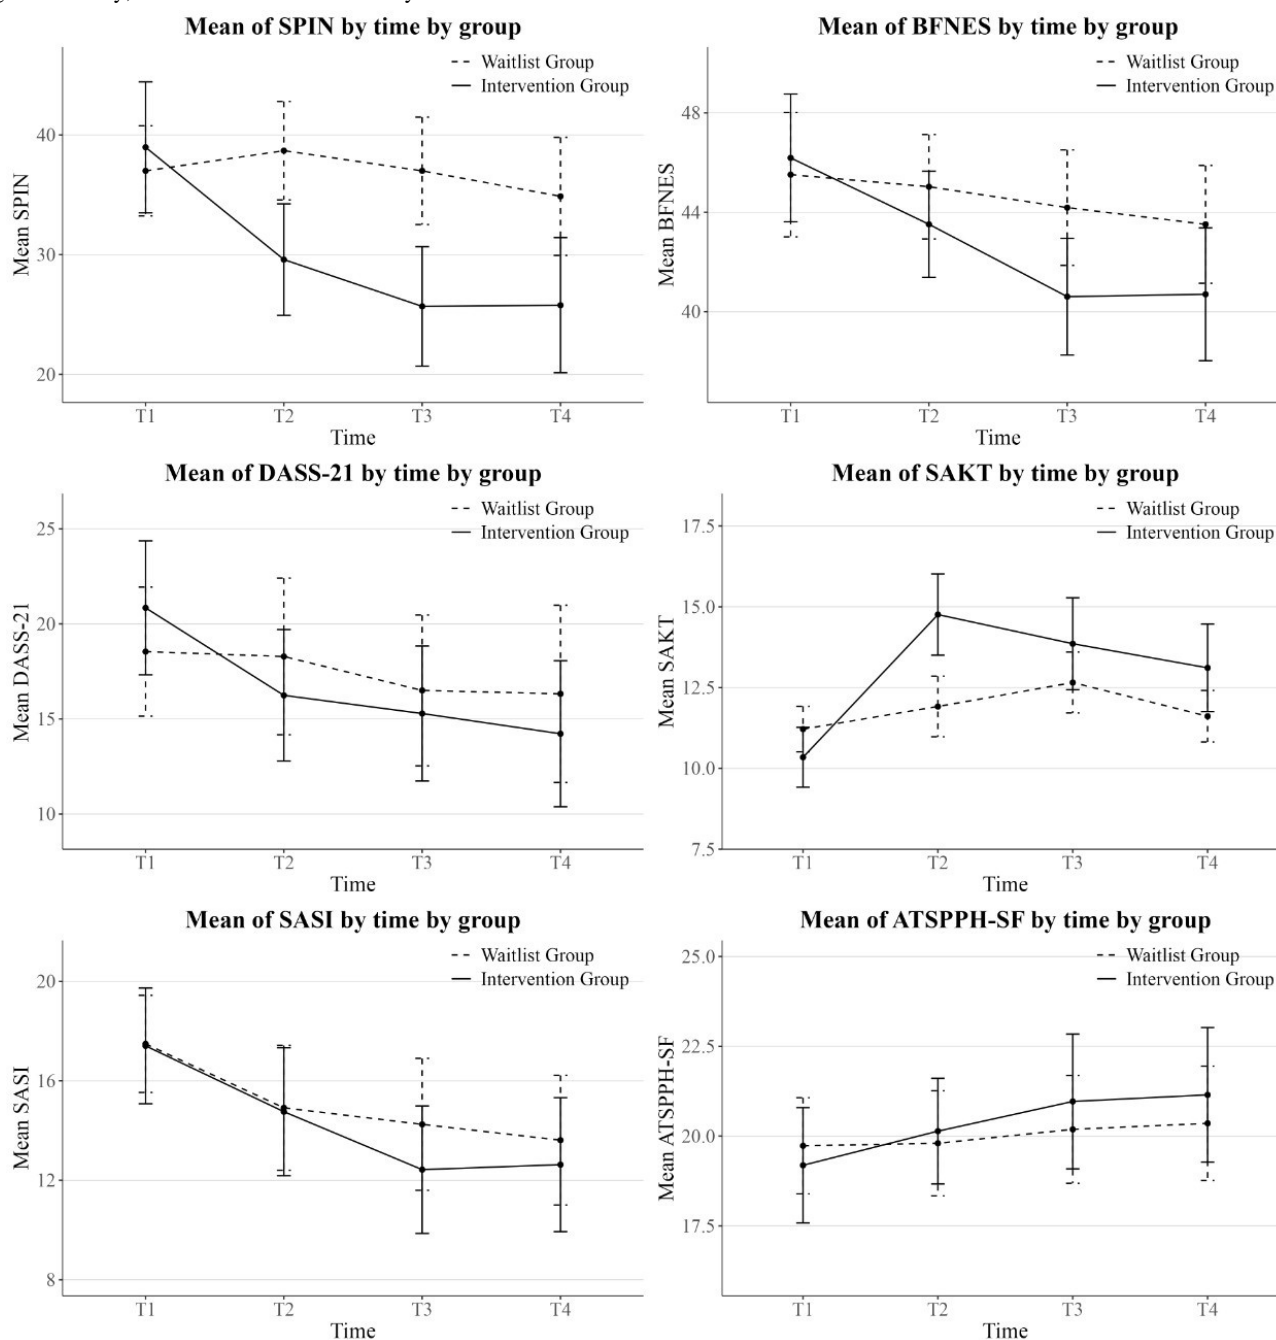 Mean of SPIN by time by group
Waitlist Group
Intervention Group
40
30
20
Mean SPIN
T1 T2 T3 T4
Time
Mean of BFNES by time by group
Waitlist Group
Intervention Group
48
44
40
Mean BFNES
T1 T2 T3 T4
Time
Mean of DASS-21 by time by group
Waitlist Group
Intervention Group
25
20
15
10
Mean DASS-21
T1 T2 T3 T4
Time
Mean of SAKT by time by group
Waitlist Group
Intervention Group
17.5
15.0
12.5
10.0
7.5
Mean SAKT
T1 T2 T3 T4
Time
Mean of SASI by time by group
Waitlist Group
Intervention Group
20
16
12
8
Mean SASI
T1 T2 T3 T4
Time
Mean of ATSPPH-SF by time by group
Waitlist Group
Intervention Group
25.0
22.5
20.0
17.5
Mean ATSPPH-SF
T1 T2 T3 T4
Time